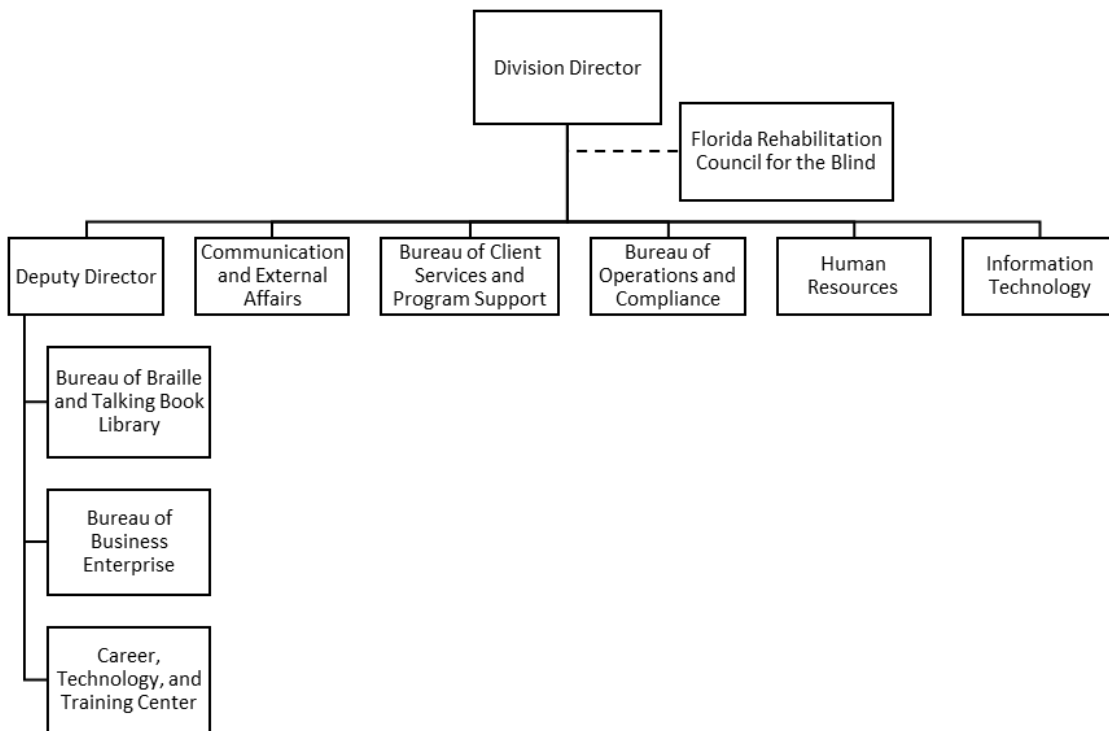 Division Director
Florida Rehabilitation
Council for the Blind
Deputy Director
Communication
and External
Affairs
Bureau of Client
Services and
Program Support
Bureau of
Operations and
Compliance
Human
Resources
Information
Technology
Bureau of Braille
and Talking Book
Library
Bureau of
Business
Enterprise
Career,
Technology, and
Training Center